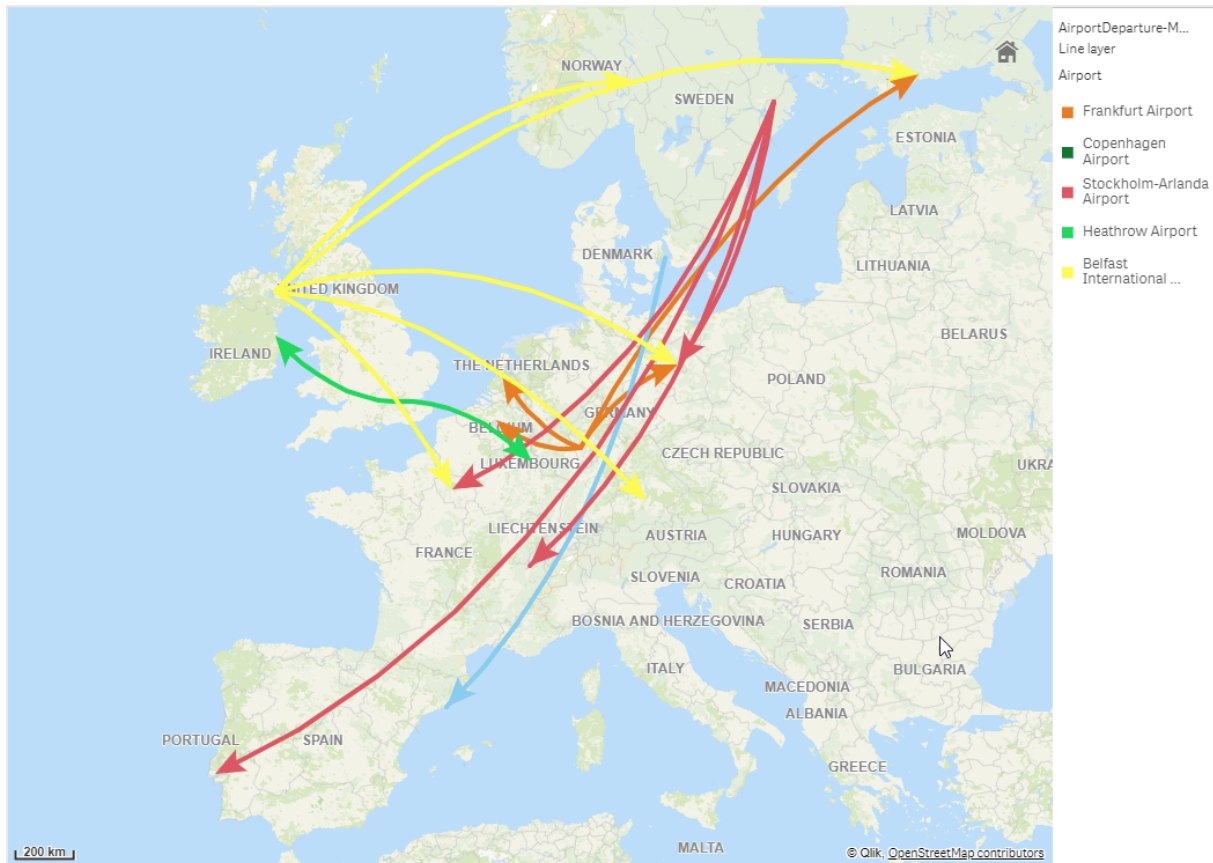 NORWAY
SWEDEN
ESTONIA
LATVIA
DENMARK
LITHUANIA
UNITED KINGDOM
BELARUS
IRELAND
THE NETHERLANDS
POLAND
GERMANY
BELGIUM
CZECH REPUBLIC
LUXEMBOURG
UKRA
SLOVAKIA
LIECHTENSTEIN
AUSTRIA
HUNGARY
MOLDOVA
FRANCE
SLOVENIA
CROATIA
ROMANIA
BOSNIA AND HERZEGOVINA
SERBIA
ITALY
BULGARIA
MACEDONIA
ALBANIA
PORTUGAL
SPAIN
GREECE
MALTA
200 km
© Qlik, OpenStreetMap contributors
AirportDeparture-M...
Line layer
Airport
Frankfurt Airport
Copenhagen
Airport
Stockholm-Arlanda
Airport
Heathrow Airport
Belfast
International ...